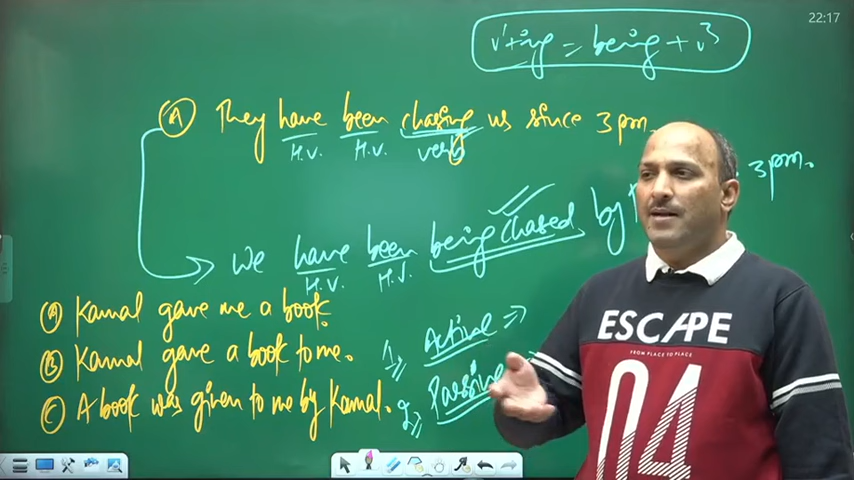 22:17
v¹+ing = being + v³
(A) They have been chasing us since 3 pm.
H.V. H.V. verb
We have been being chased by 3 pm.
H.V. H.V.
(A) Kamal gave me a book.
(B) Kamal gave a book to me.
(C) A book was given to me by Kamal.
1, Active =>
2, Passive
ESCAPE
FROM PLACE TO PLACE
04